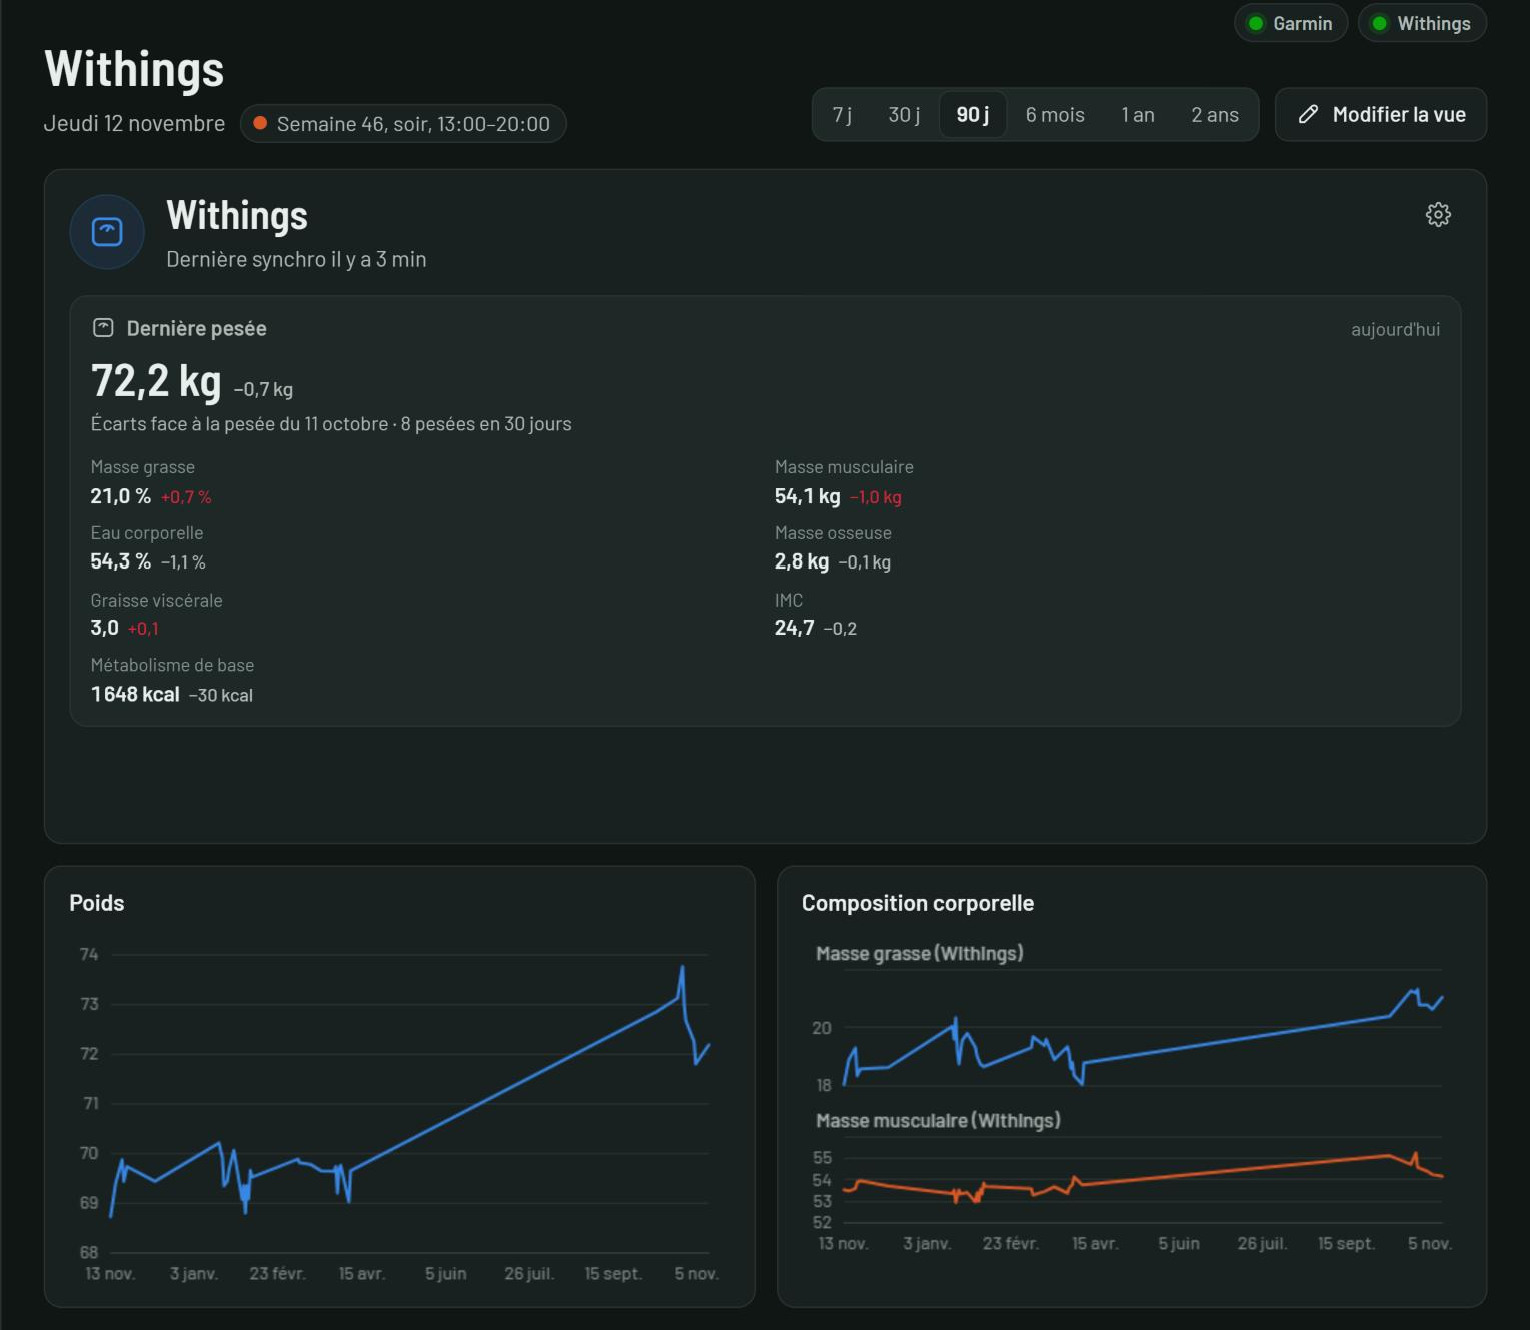 Garmin
Withings
Withings
Jeudi 12 novembre
Semaine 46, soir, 13:00–20:00
7 j
30 j
90 j
6 mois
1 an
2 ans
Modifier la vue
Withings
Dernière synchro il y a 3 min
Dernière pesée
aujourd'hui
72,2 kg −0,7 kg
Écarts face à la pesée du 11 octobre · 8 pesées en 30 jours
Masse grasse
21,0 % +0,7 %
Masse musculaire
54,1 kg −1,0 kg
Eau corporelle
54,3 % −1,1 %
Masse osseuse
2,8 kg −0,1 kg
Graisse viscérale
3,0 +0,1
IMC
24,7 −0,2
Métabolisme de base
1 648 kcal −30 kcal
Poids
74
73
72
71
70
69
68
13 nov.
3 janv.
23 févr.
15 avr.
5 juin
26 juil.
15 sept.
5 nov.
Composition corporelle
Masse grasse (Withings)
20
18
Masse musculaire (Withings)
55
54
53
52
13 nov.
3 janv.
23 févr.
15 avr.
5 juin
26 juil.
15 sept.
5 nov.